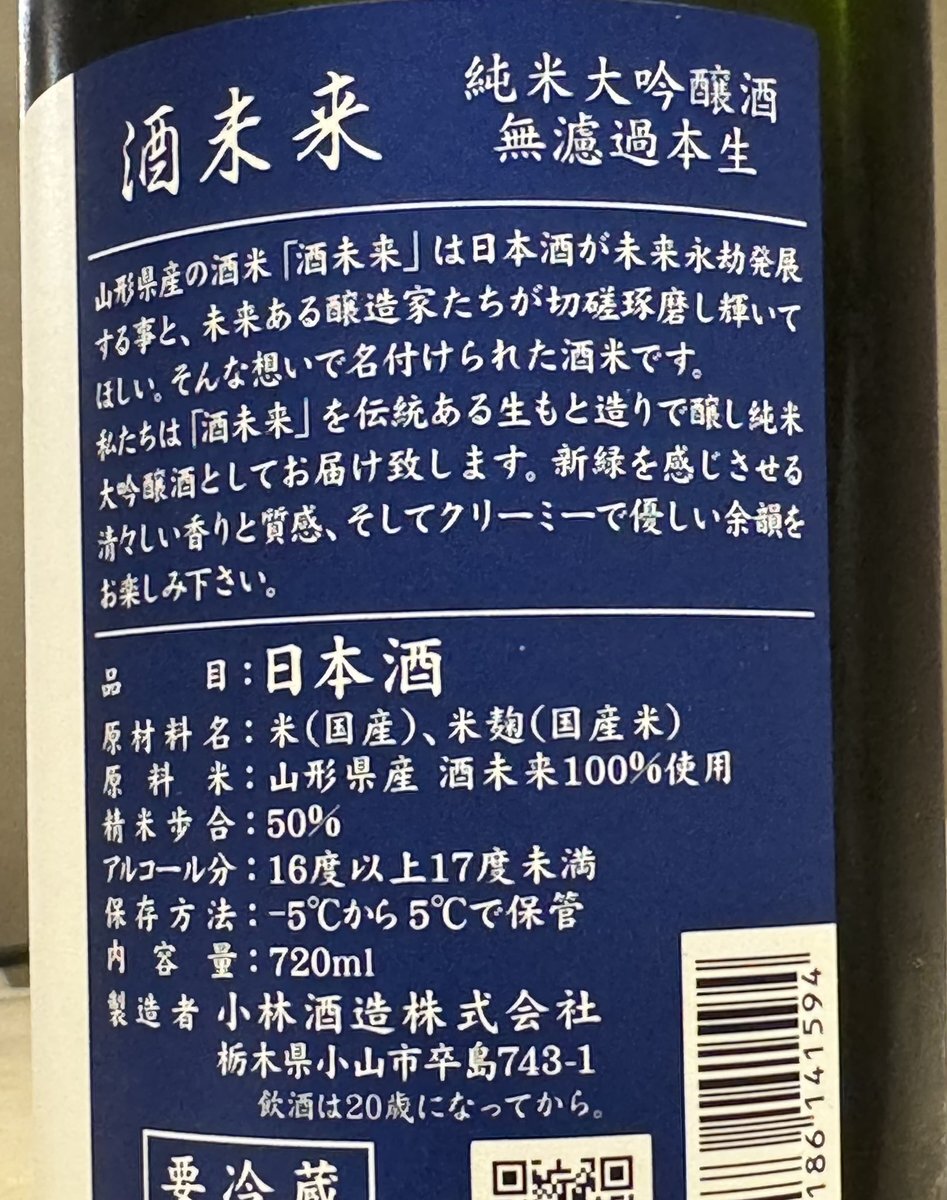 酒未来
純米大吟醸酒
無濾過本生
山形県産の酒米「酒未来」は日本酒が未来永劫発展
する事と、未来ある醸造家たちが切磋琢磨し輝いて
ほしい。そんな想いで名付けられた酒米です。
私たちは「酒未来」を伝統ある生もと造りで醸し純米
大吟醸酒としてお届け致します。新緑を感じさせる
清々しい香りと質感、そしてクリーミーで優しい余韻を
お楽しみ下さい。
品 目：日本酒
原材料名：米(国産)、米麹(国産米)
原料米：山形県産 酒未来100%使用
精米歩合：50%
アルコール分：16度以上17度未満
保存方法：-5℃から5℃で保管
内容量：720ml
製造者 小林酒造株式会社
栃木県小山市卒島743-1
飲酒は20歳になってから。
要冷蔵
186 141594